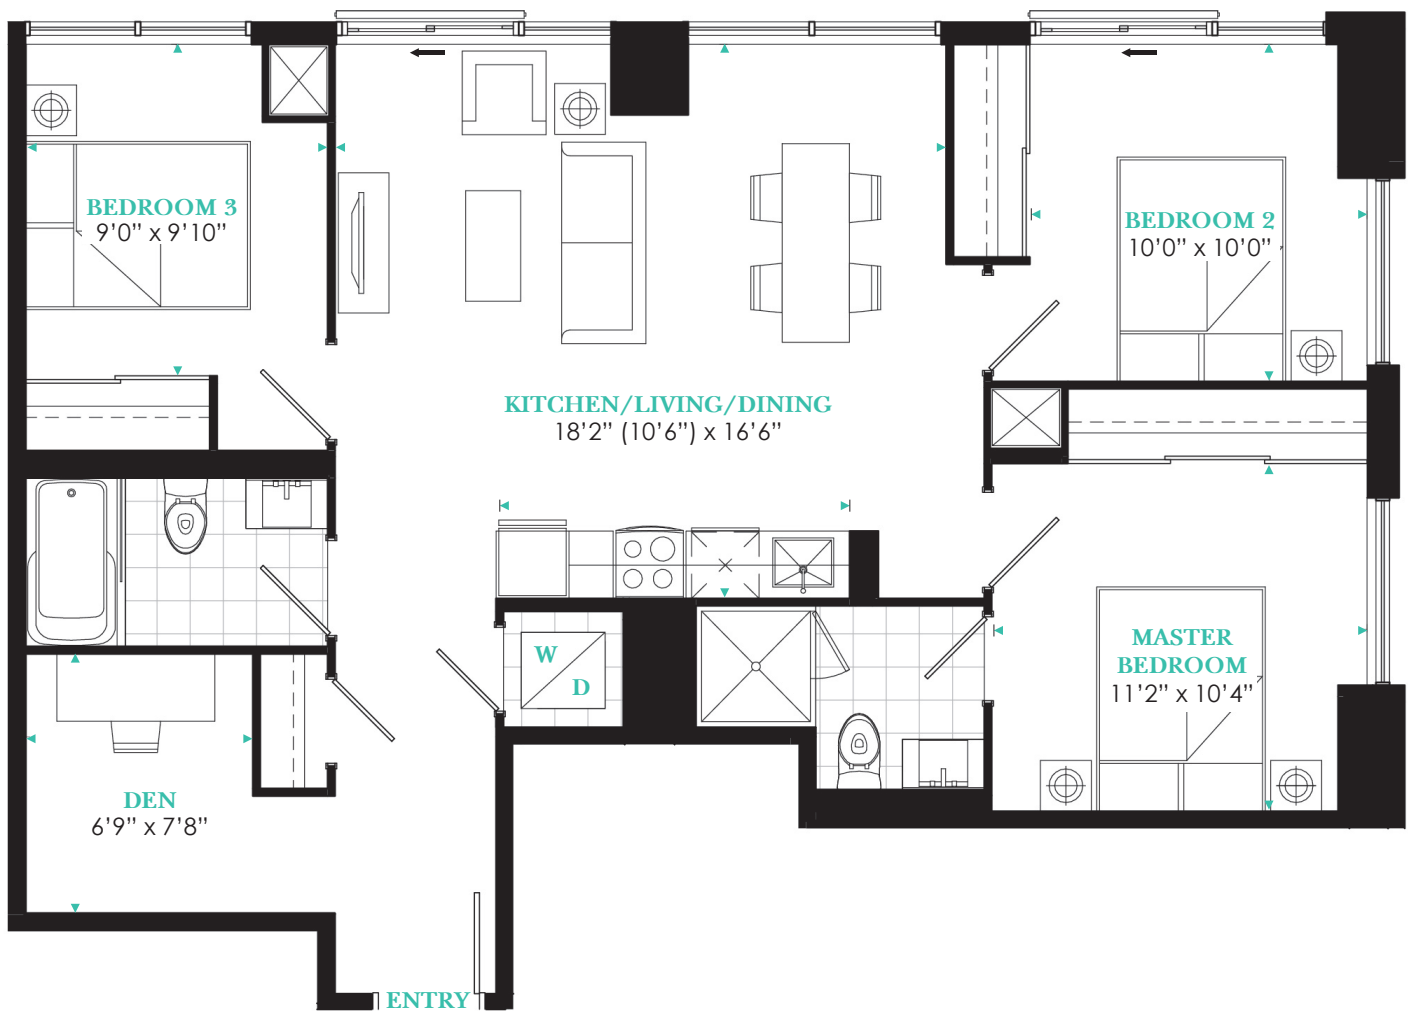 BEDROOM 3
9’0” x 9’10”
BEDROOM 2
10’0” x 10’0”
KITCHEN/LIVING/DINING
18’2” (10’6”) x 16’6”
W
D
MASTER
BEDROOM
11’2” x 10’4”
DEN
6’9” x 7’8”
ENTRY